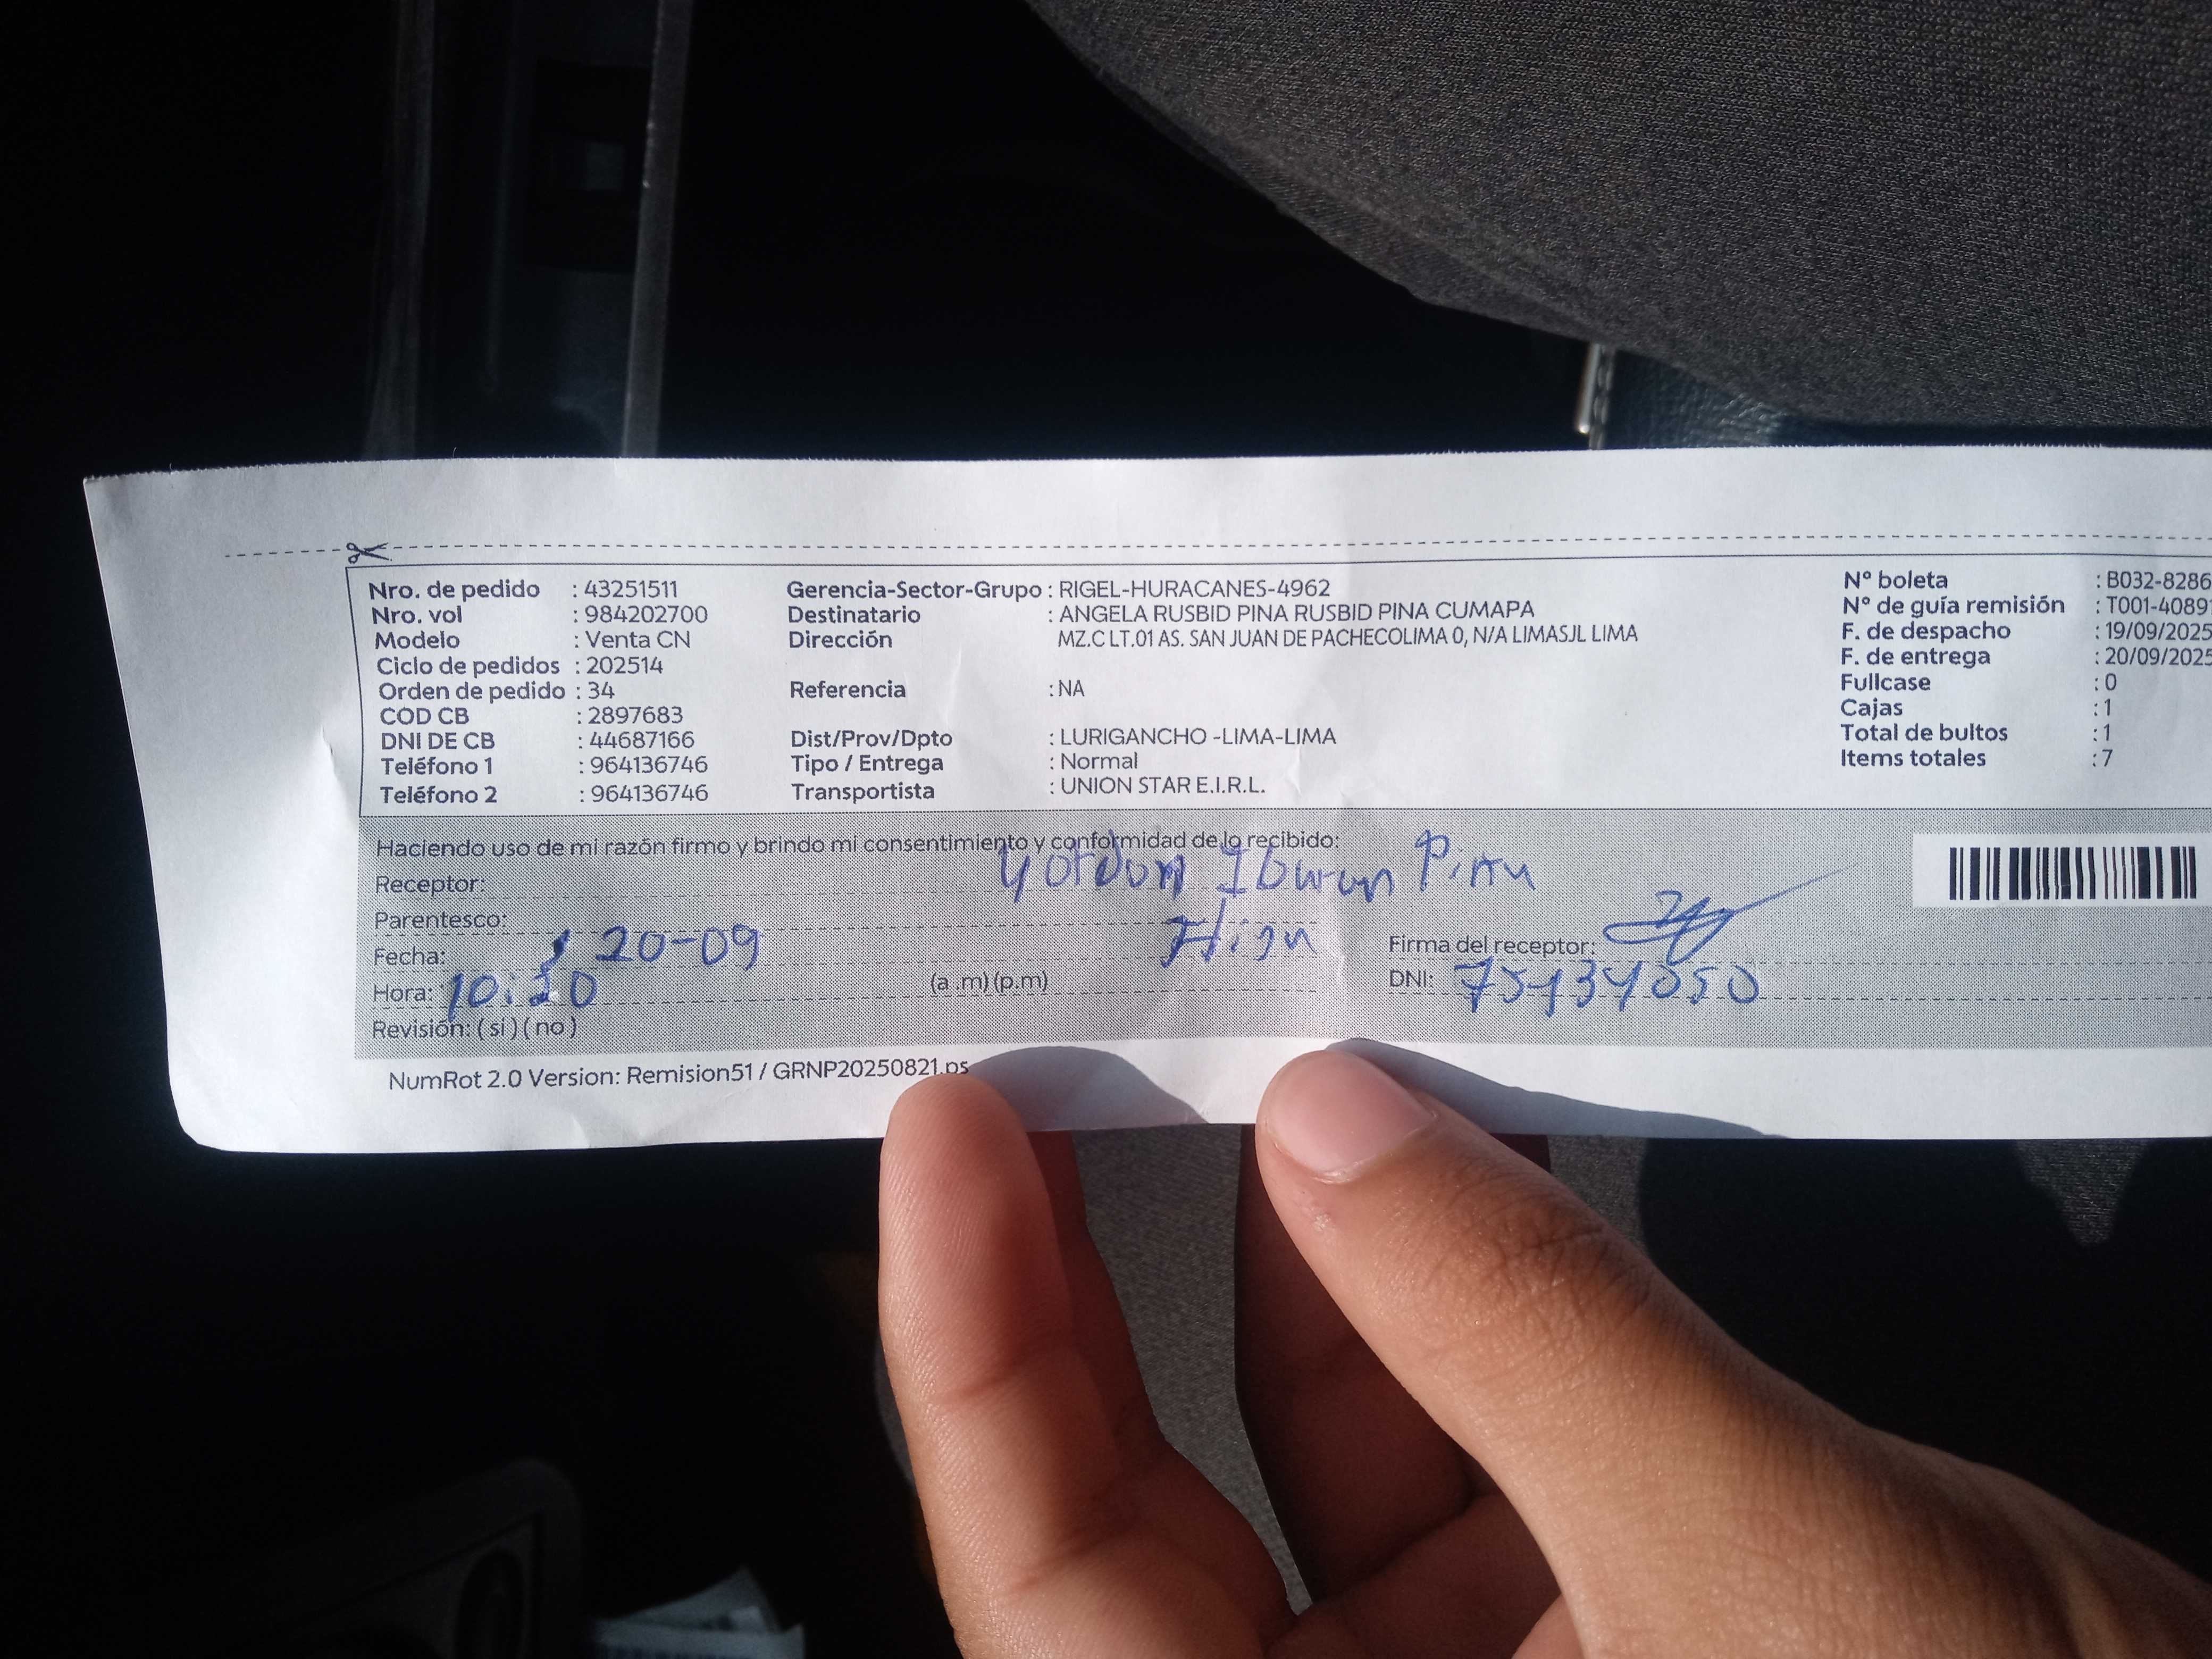 Nro. de pedido : 43251511
Nro. vol : 984202700
Modelo : Venta CN
Ciclo de pedidos : 202514
Orden de pedido : 34
COD CB : 2897683
DNI DE CB : 44687166
Teléfono 1 : 964136746
Teléfono 2 : 964136746
Gerencia-Sector-Grupo : RIGEL-HURACANES-4962
Destinatario : ANGELA RUSBID PINA RUSBID PINA CUMAPA
Dirección MZ.C LT.01 AS. SAN JUAN DE PACHECOLIMA 0, N/A LIMASJL LIMA
Referencia : NA
Dist/Prov/Dpto : LURIGANCHO -LIMA-LIMA
Tipo / Entrega : Normal
Transportista : UNION STAR E.I.R.L.
N° boleta : B032-8286
N° de guía remisión : T001-4089
F. de despacho : 19/09/2025
F. de entrega : 20/09/2025
Fullcase : 0
Cajas : 1
Total de bultos : 1
Items totales : 7
Haciendo uso de mi razón firmo y brindo mi consentimiento y conformidad de lo recibido:
Receptor: Pina
Parentesco:
Fecha: 20-09
Hora: (a .m) (p.m)
Revisión: ( si ) ( no )
Firma del receptor:
DNI:
NumRot 2.0 Version: Remision51 / GRNP20250821.ps